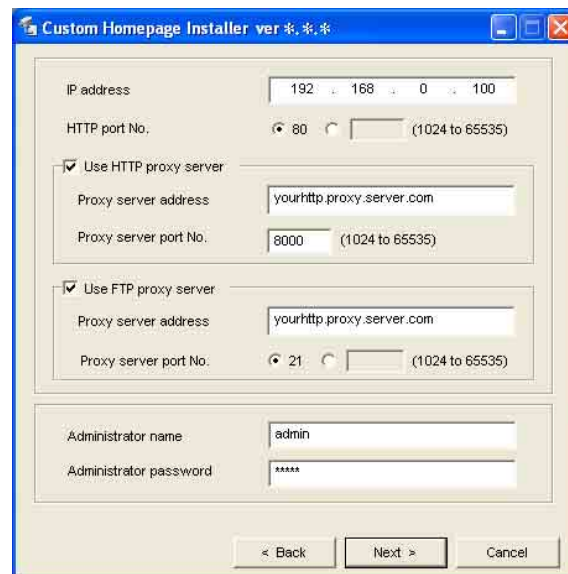 Custom Homepage Installer ver *.*.*
IP address 192 . 168 . 0 . 100
HTTP port No. 80 (1024 to 65535)
Use HTTP proxy server
Proxy server address yourhttp.proxy.server.com
Proxy server port No. 8000 (1024 to 65535)
Use FTP proxy server
Proxy server address yourhttp.proxy.server.com
Proxy server port No. 21 (1024 to 65535)
Administrator name admin
Administrator password *****
< Back Next > Cancel